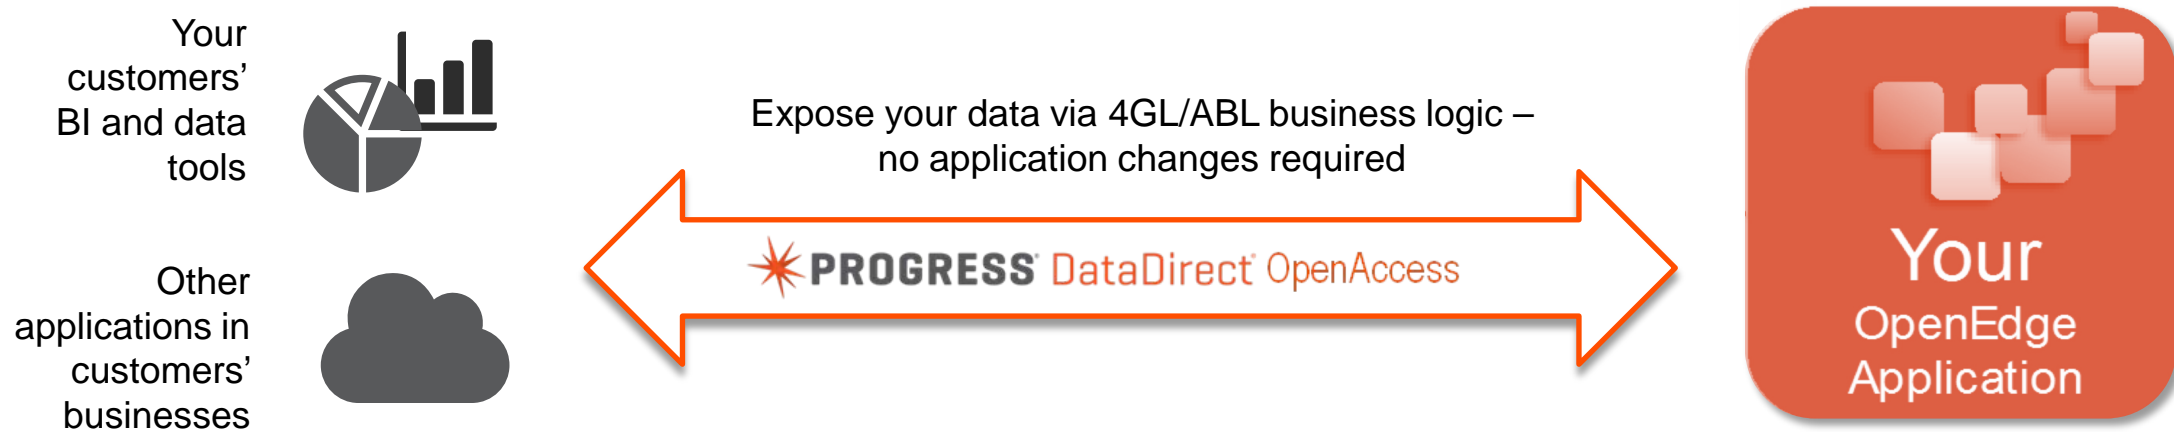 Your
customers’
BI and data
tools
Other
applications in
customers’
businesses
Expose your data via 4GL/ABL business logic –
no application changes required
PROGRESS DataDirect OpenAccess
Your
OpenEdge
Application